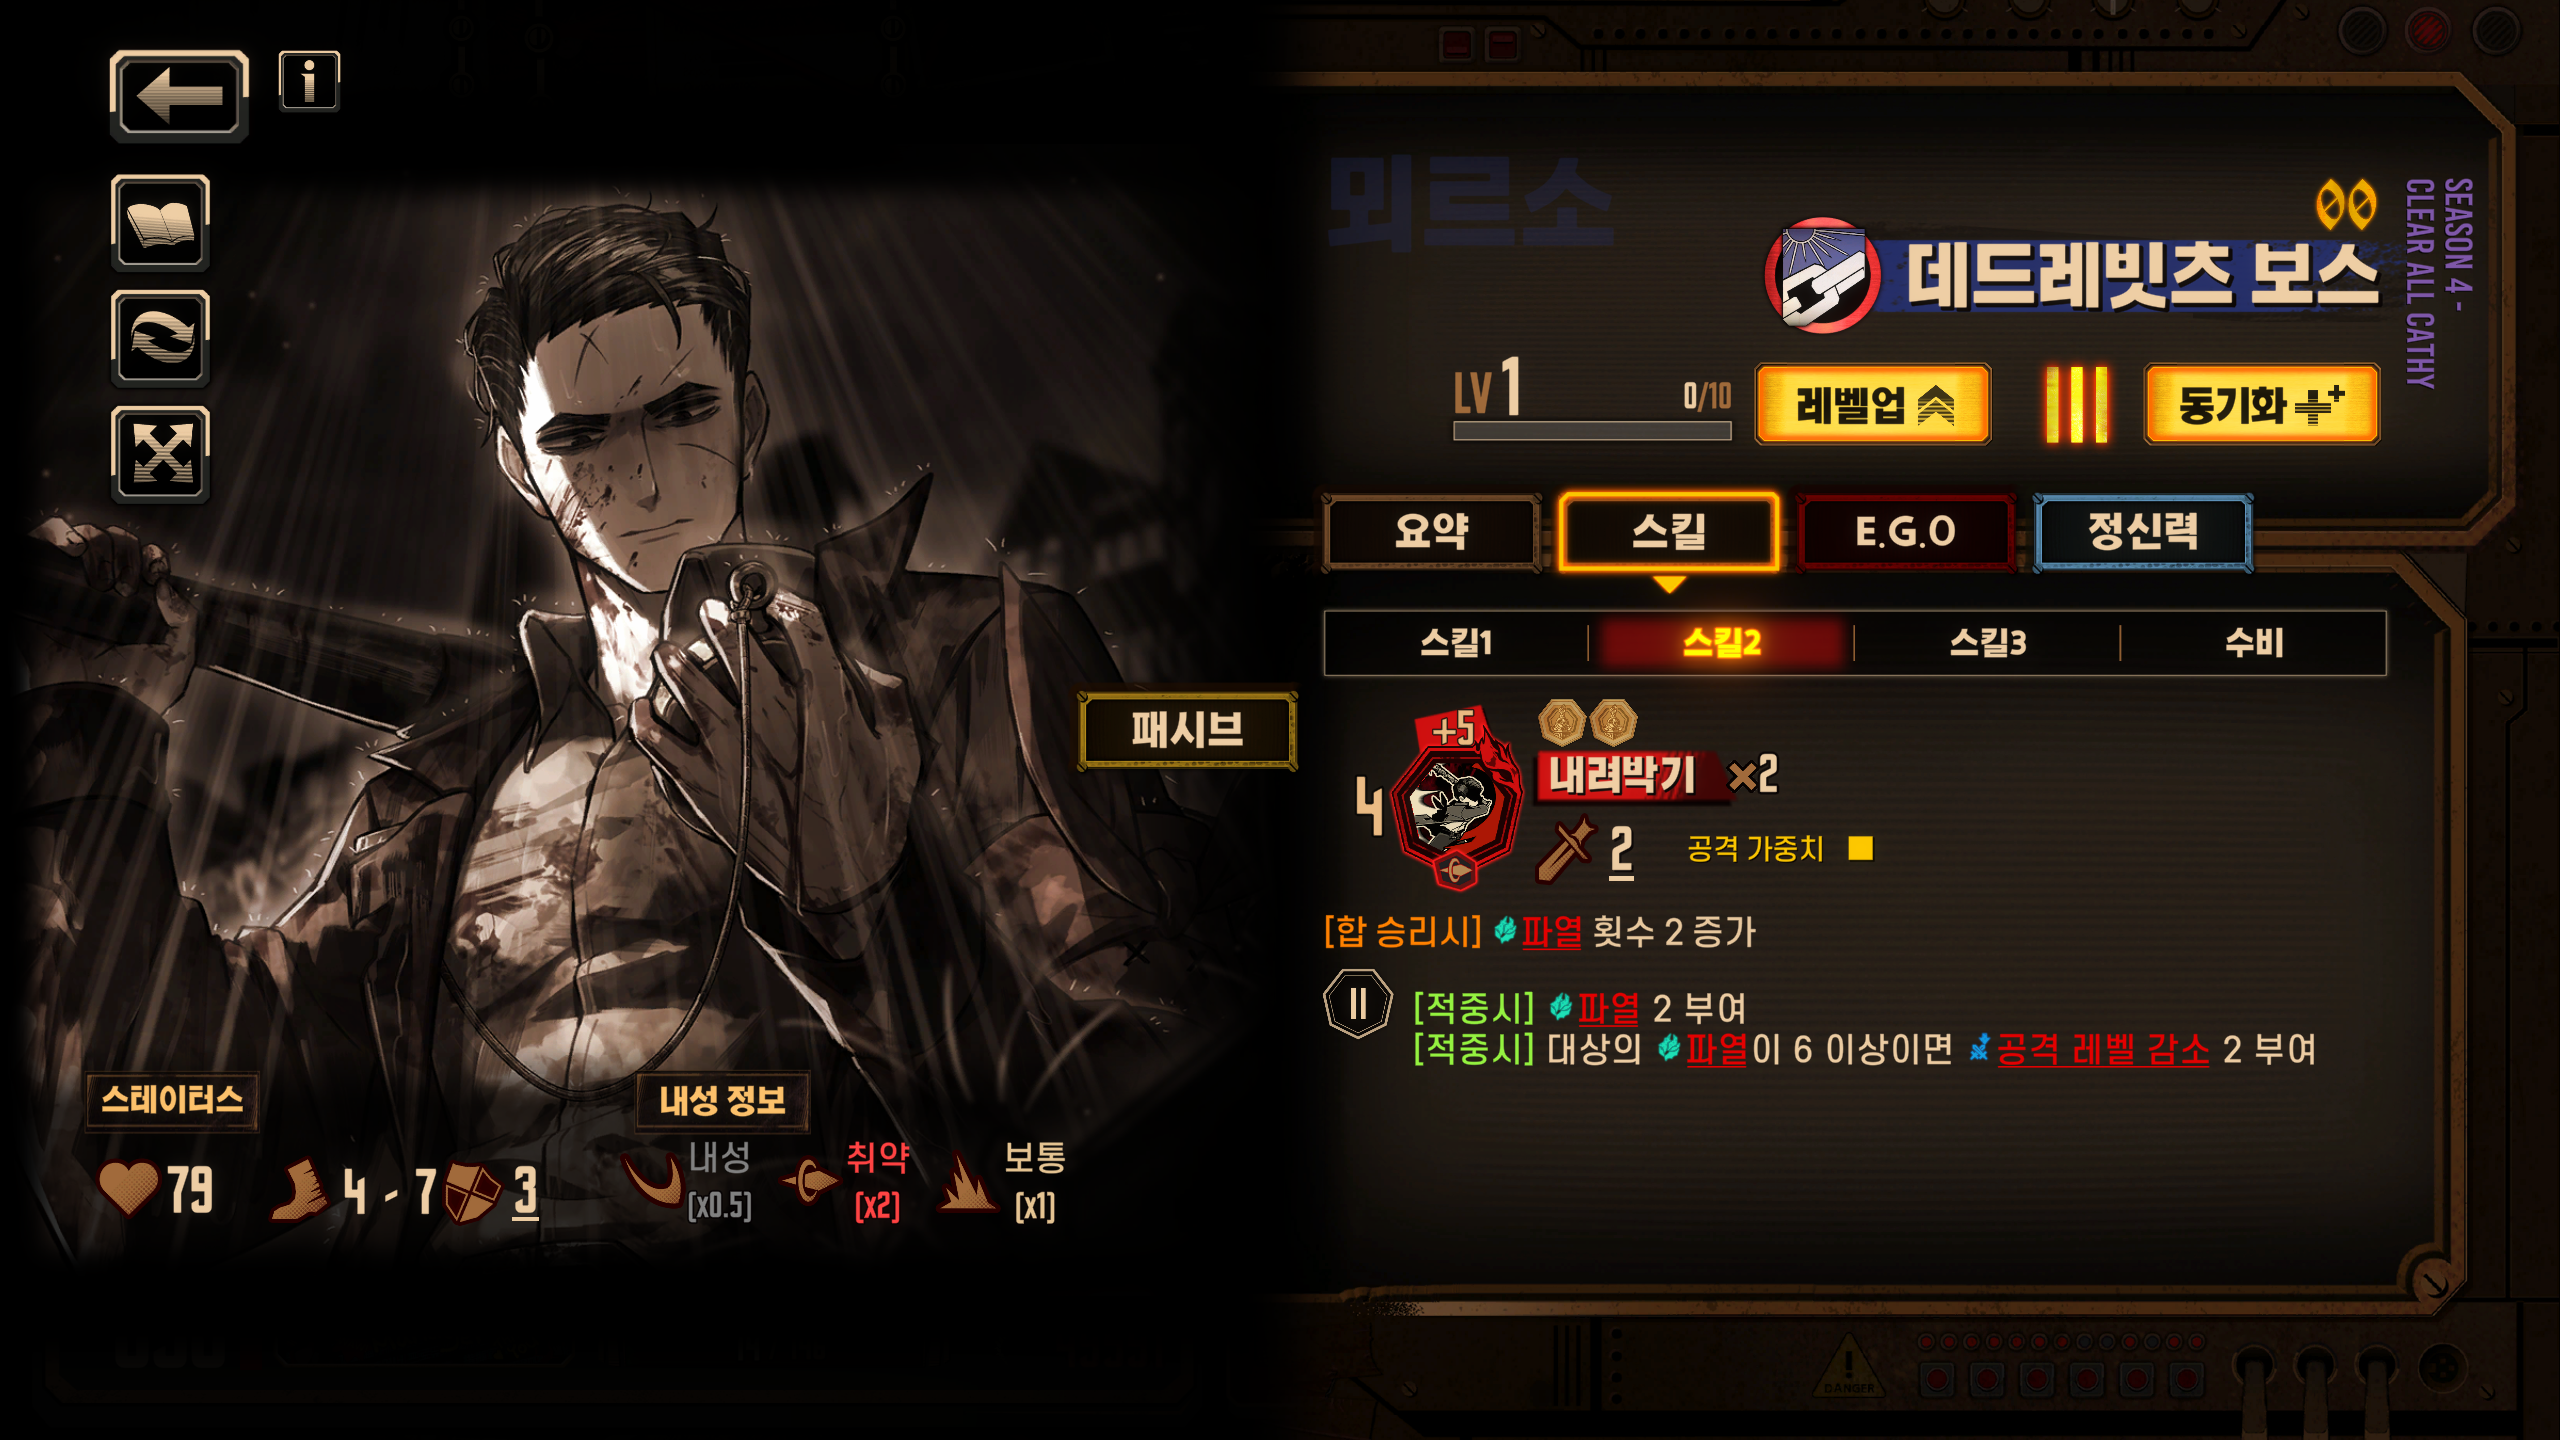 뫼르소
데드레빗츠 보스
SEASON 4 -
CLEAR ALL CATHY
LV 1
0/10
레벨업
동기화
요약
스킬
E.G.O
정신력
스킬1
스킬2
스킬3
수비
패시브
+5
4
내려박기 ×2
2
공격 가중치
[합 승리시] 파열 횟수 2 증가
II
[적중시] 파열 2 부여
[적중시] 대상의 파열이 6 이상이면 공격 레벨 감소 2 부여
스테이터스
79
4 - 7
3
내성 정보
내성
[x0.5]
취약
[x2]
보통
[x1]
DANGER